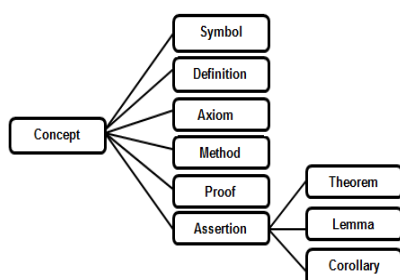 Concept
Symbol
Definition
Axiom
Method
Proof
Assertion
Theorem
Lemma
Corollary